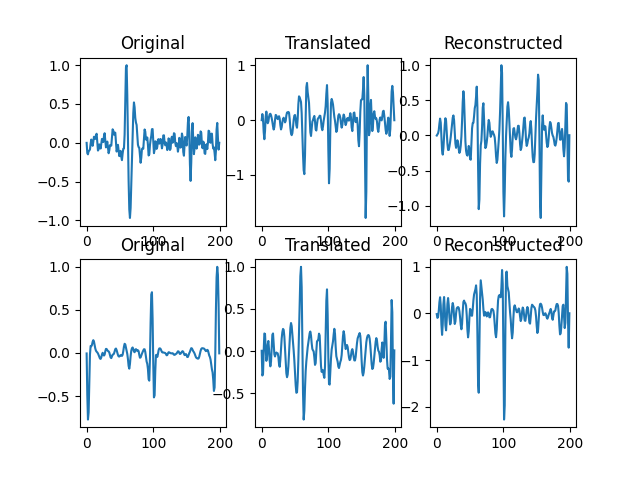 Original Translated Reconstructed
1.0 1 1.0
0.5 0.5
0 0.0
0.0
−0.5 −0.5
−1 −1.0
−1.0
0 100 200 0 100 200 0 100 200
Original Translated Reconstructed
1.0 1.0 1
0.5 0.5 0
0.0 0.0 −1
−0.5 −0.5 −2
0 100 200 0 100 200 0 100 200